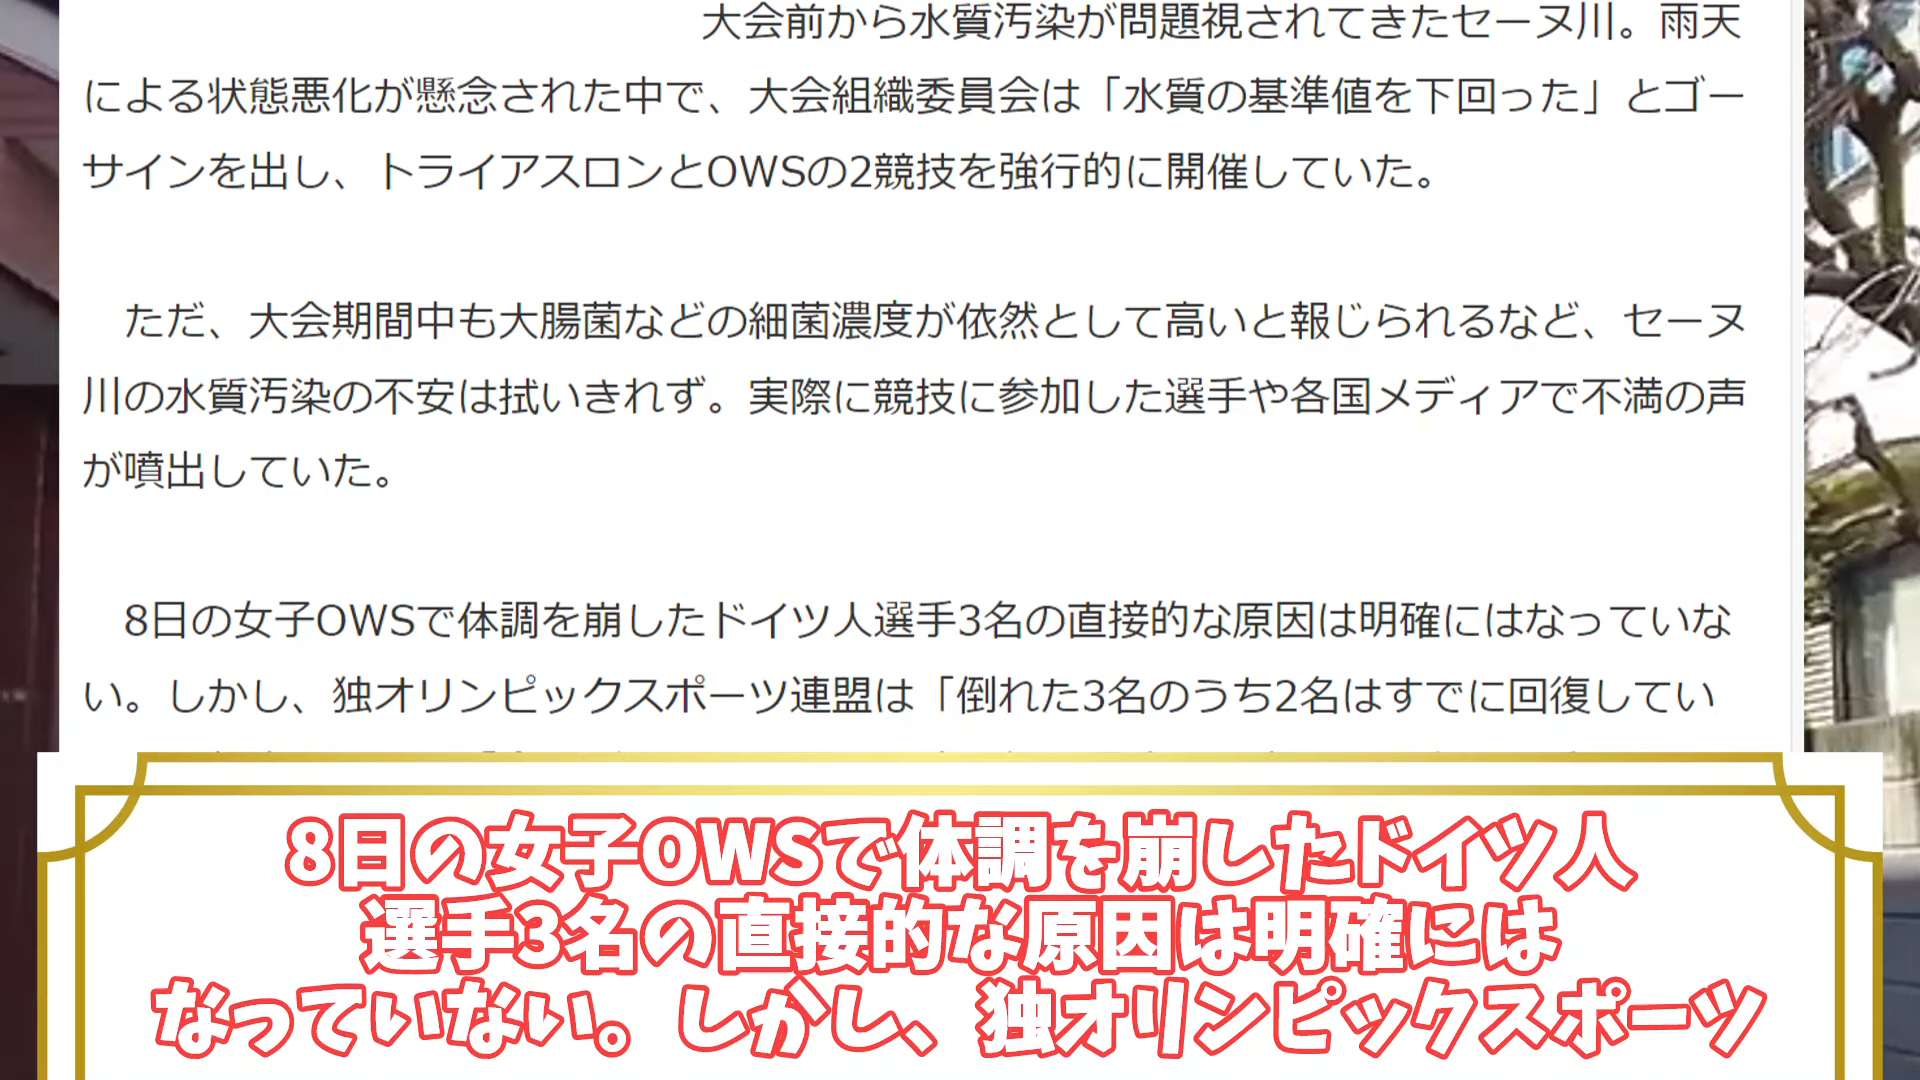 大会前から水質汚染が問題視されてきたセーヌ川。雨天
による状態悪化が懸念された中で、大会組織委員会は「水質の基準値を下回った」とゴー
サインを出し、トライアスロンとOWSの2競技を強行的に開催していた。
ただ、大会期間中も大腸菌などの細菌濃度が依然として高いと報じられるなど、セーヌ
川の水質汚染の不安は拭いきれず。実際に競技に参加した選手や各国メディアで不満の声
が噴出していた。
8日の女子OWSで体調を崩したドイツ人選手3名の直接的な原因は明確にはなっていな
い。しかし、独オリンピックスポーツ連盟は「倒れた3名のうち2名はすでに回復してい
8日の女子OWSで体調を崩したドイツ人
選手3名の直接的な原因は明確には
なっていない。しかし、独オリンピックスポーツ